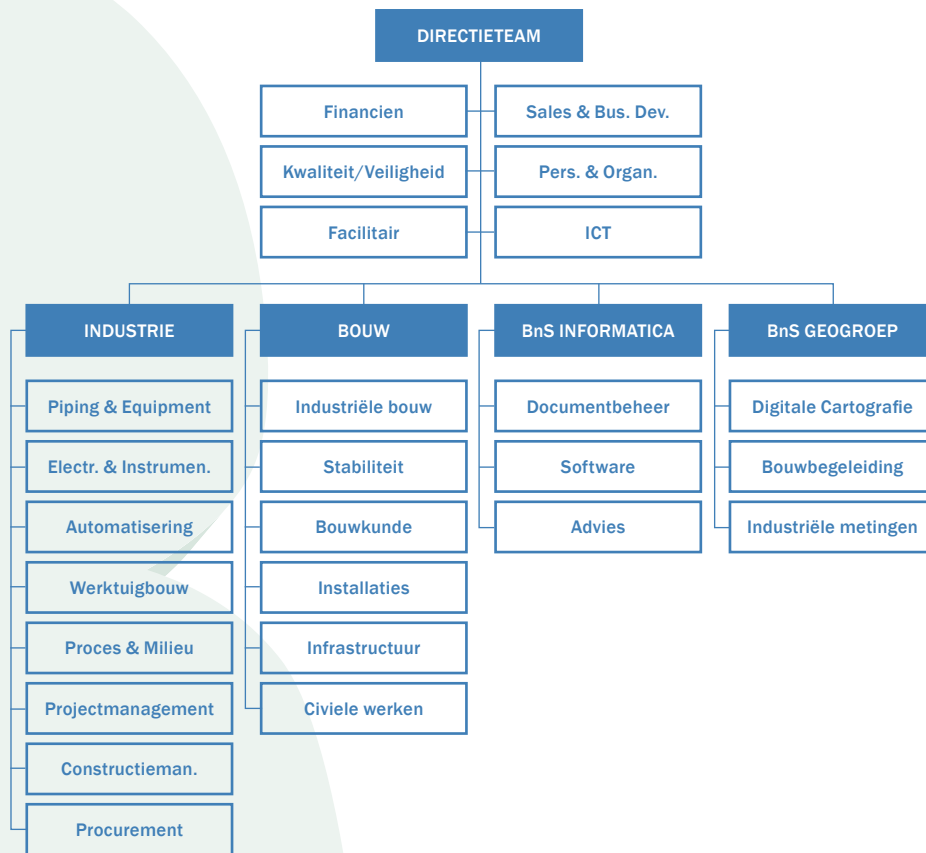 DIRECTIETEAM
Financien
Sales & Bus. Dev.
Kwaliteit/Veiligheid
Pers. & Organ.
Facilitair
ICT
INDUSTRIE
Piping & Equipment
Electr. & Instrumen.
Automatisering
Werktuigbouw
Proces & Milieu
Projectmanagement
Constructieman.
Procurement
BOUW
Industriële bouw
Stabiliteit
Bouwkunde
Installaties
Infrastructuur
Civiele werken
BnS INFORMATICA
Documentbeheer
Software
Advies
BnS GEOGROEP
Digitale Cartografie
Bouwbegeleiding
Industriële metingen